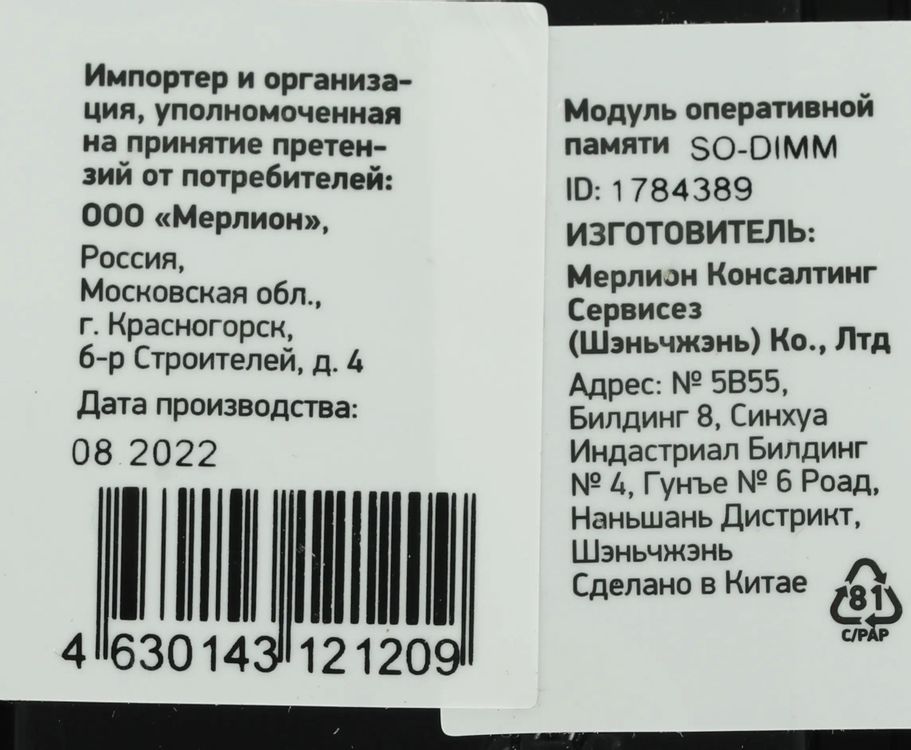 Импортер и организа-
ция, уполномоченная
на принятие претен-
зий от потребителей:
ООО «Мерлион»,
Россия,
Московская обл.,
г. Красногорск,
б-р Строителей, д. 4
Дата производства:
08.2022
4 630143 121209
Модуль оперативной
памяти SO-DIMM
ID: 1784389
ИЗГОТОВИТЕЛЬ:
Мерлион Консалтинг
Сервисез
(Шэньчжэнь) Ко., Лтд
Адрес: № 5B55,
Билдинг 8, Синхуа
Индастриал Билдинг
№ 4, Гунъе № 6 Роад,
Наньшань Дистрикт,
Шэньчжэнь
Сделано в Китае
81
C/PAP